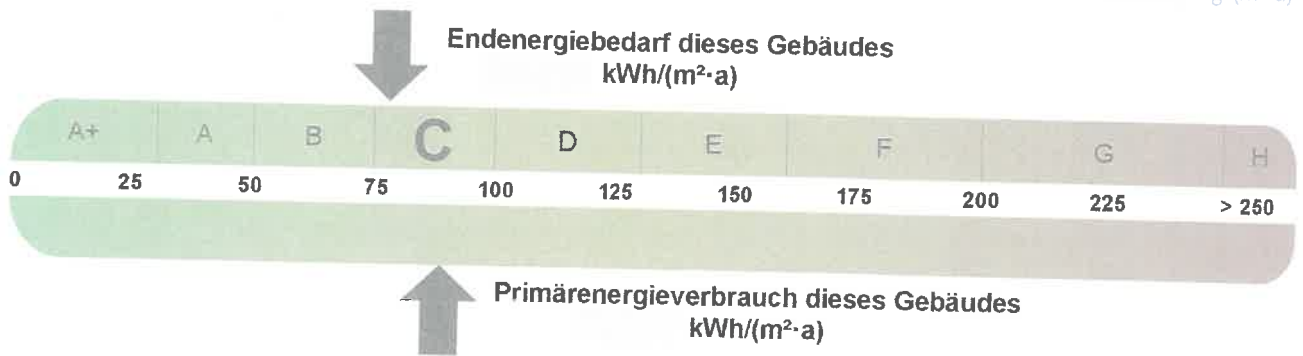 Endenergiebedarf dieses Gebäudes
kWh/(m²·a)
A+ A B C D E F G H
0 25 50 75 100 125 150 175 200 225 > 250
Primärenergieverbrauch dieses Gebäudes
kWh/(m²·a)